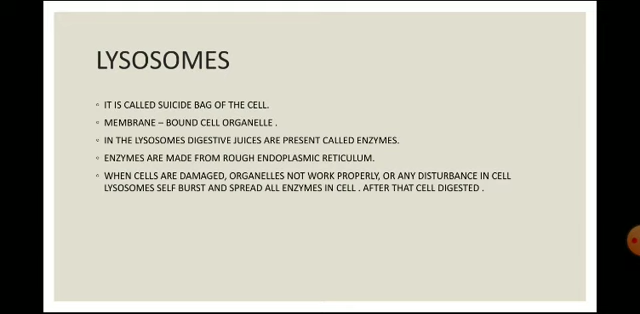 LYSOSOMES
◦ IT IS CALLED SUICIDE BAG OF THE CELL.
◦ MEMBRANE – BOUND CELL ORGANELLE .
◦ IN THE LYSOSOMES DIGESTIVE JUICES ARE PRESENT CALLED ENZYMES.
◦ ENZYMES ARE MADE FROM ROUGH ENDOPLASMIC RETICULUM.
◦ WHEN CELLS ARE DAMAGED, ORGANELLES NOT WORK PROPERLY, OR ANY DISTURBANCE IN CELL
LYSOSOMES SELF BURST AND SPREAD ALL ENZYMES IN CELL . AFTER THAT CELL DIGESTED .